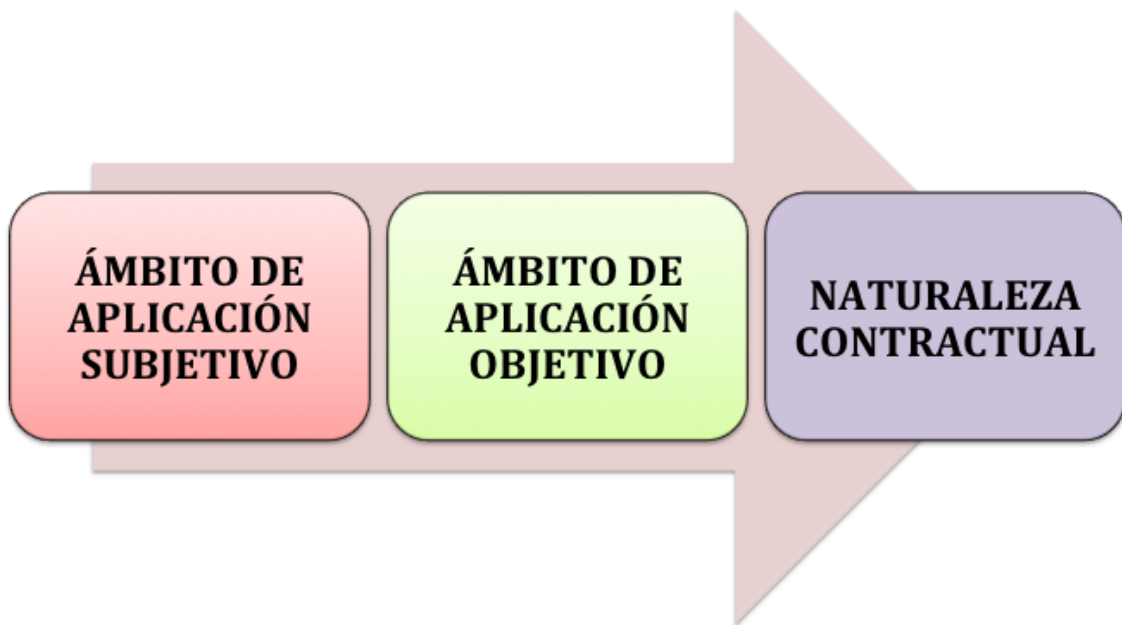 ÁMBITO DE
APLICACIÓN
SUBJETIVO
ÁMBITO DE
APLICACIÓN
OBJETIVO
NATURALEZA
CONTRACTUAL